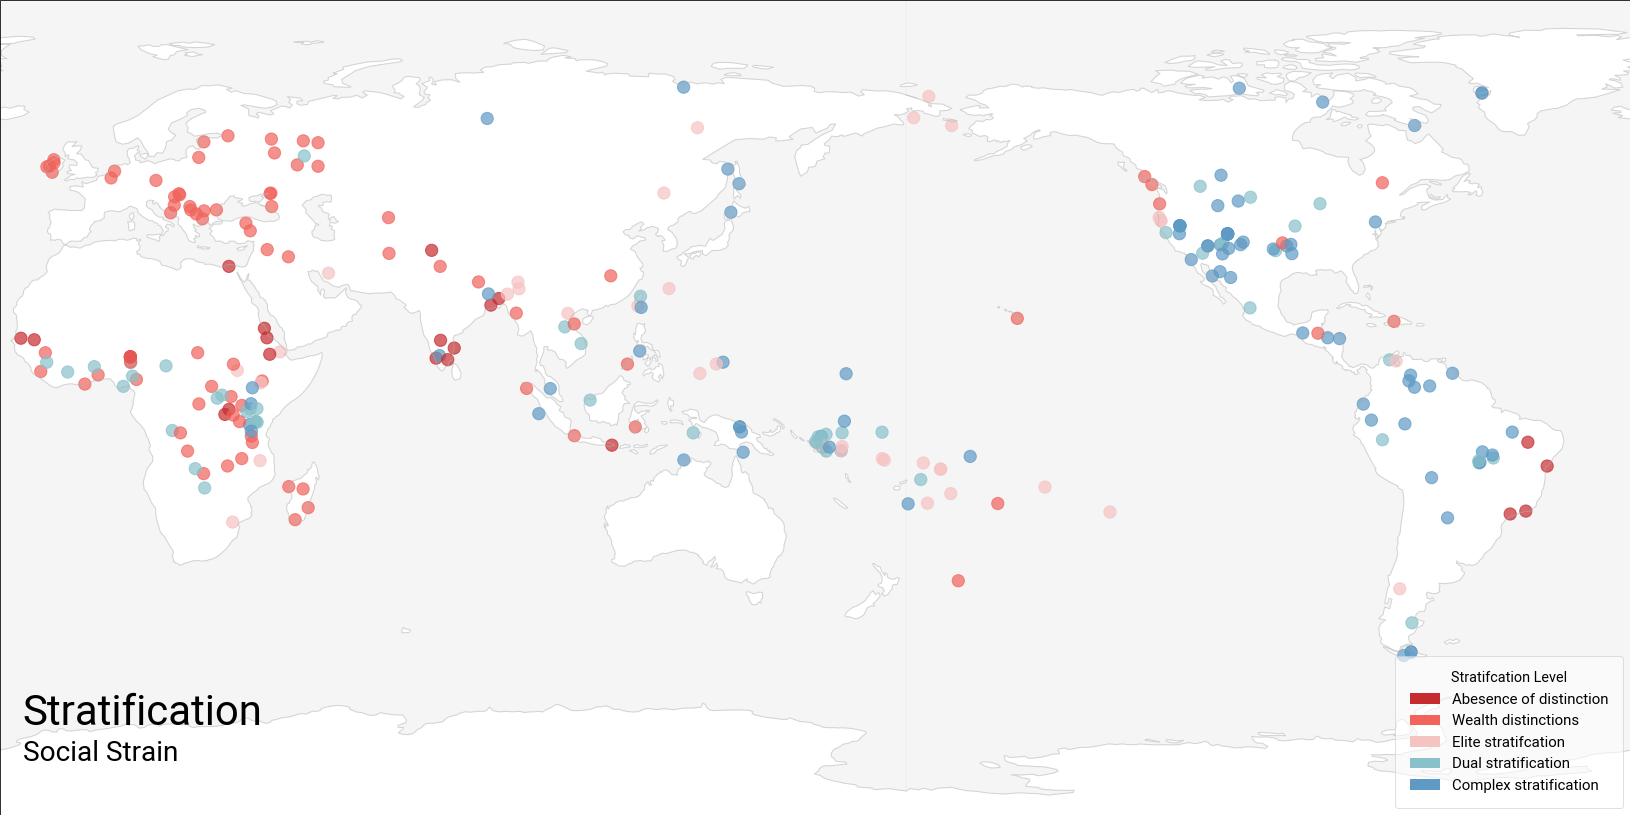 Stratification
Social Strain
Stratifcation Level
Abesence of distinction
Wealth distinctions
Elite stratifcation
Dual stratification
Complex stratification